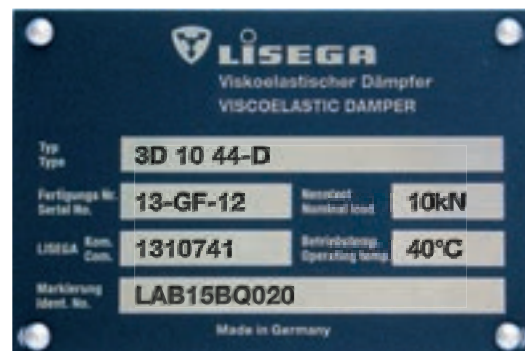 LISEGA
Viskoelastischer Dämpfer
VISCOELASTIC DAMPER
Typ
Type
3D 10 44-D
Fertigungs Nr.
Serial No.
13-GF-12
Nennlast
Nominal load
10kN
LISEGA Kom.
Com.
1310741
Betriebstemp.
Operating temp.
40°C
Markierung
Ident. No.
LAB15BQ020
Made in Germany